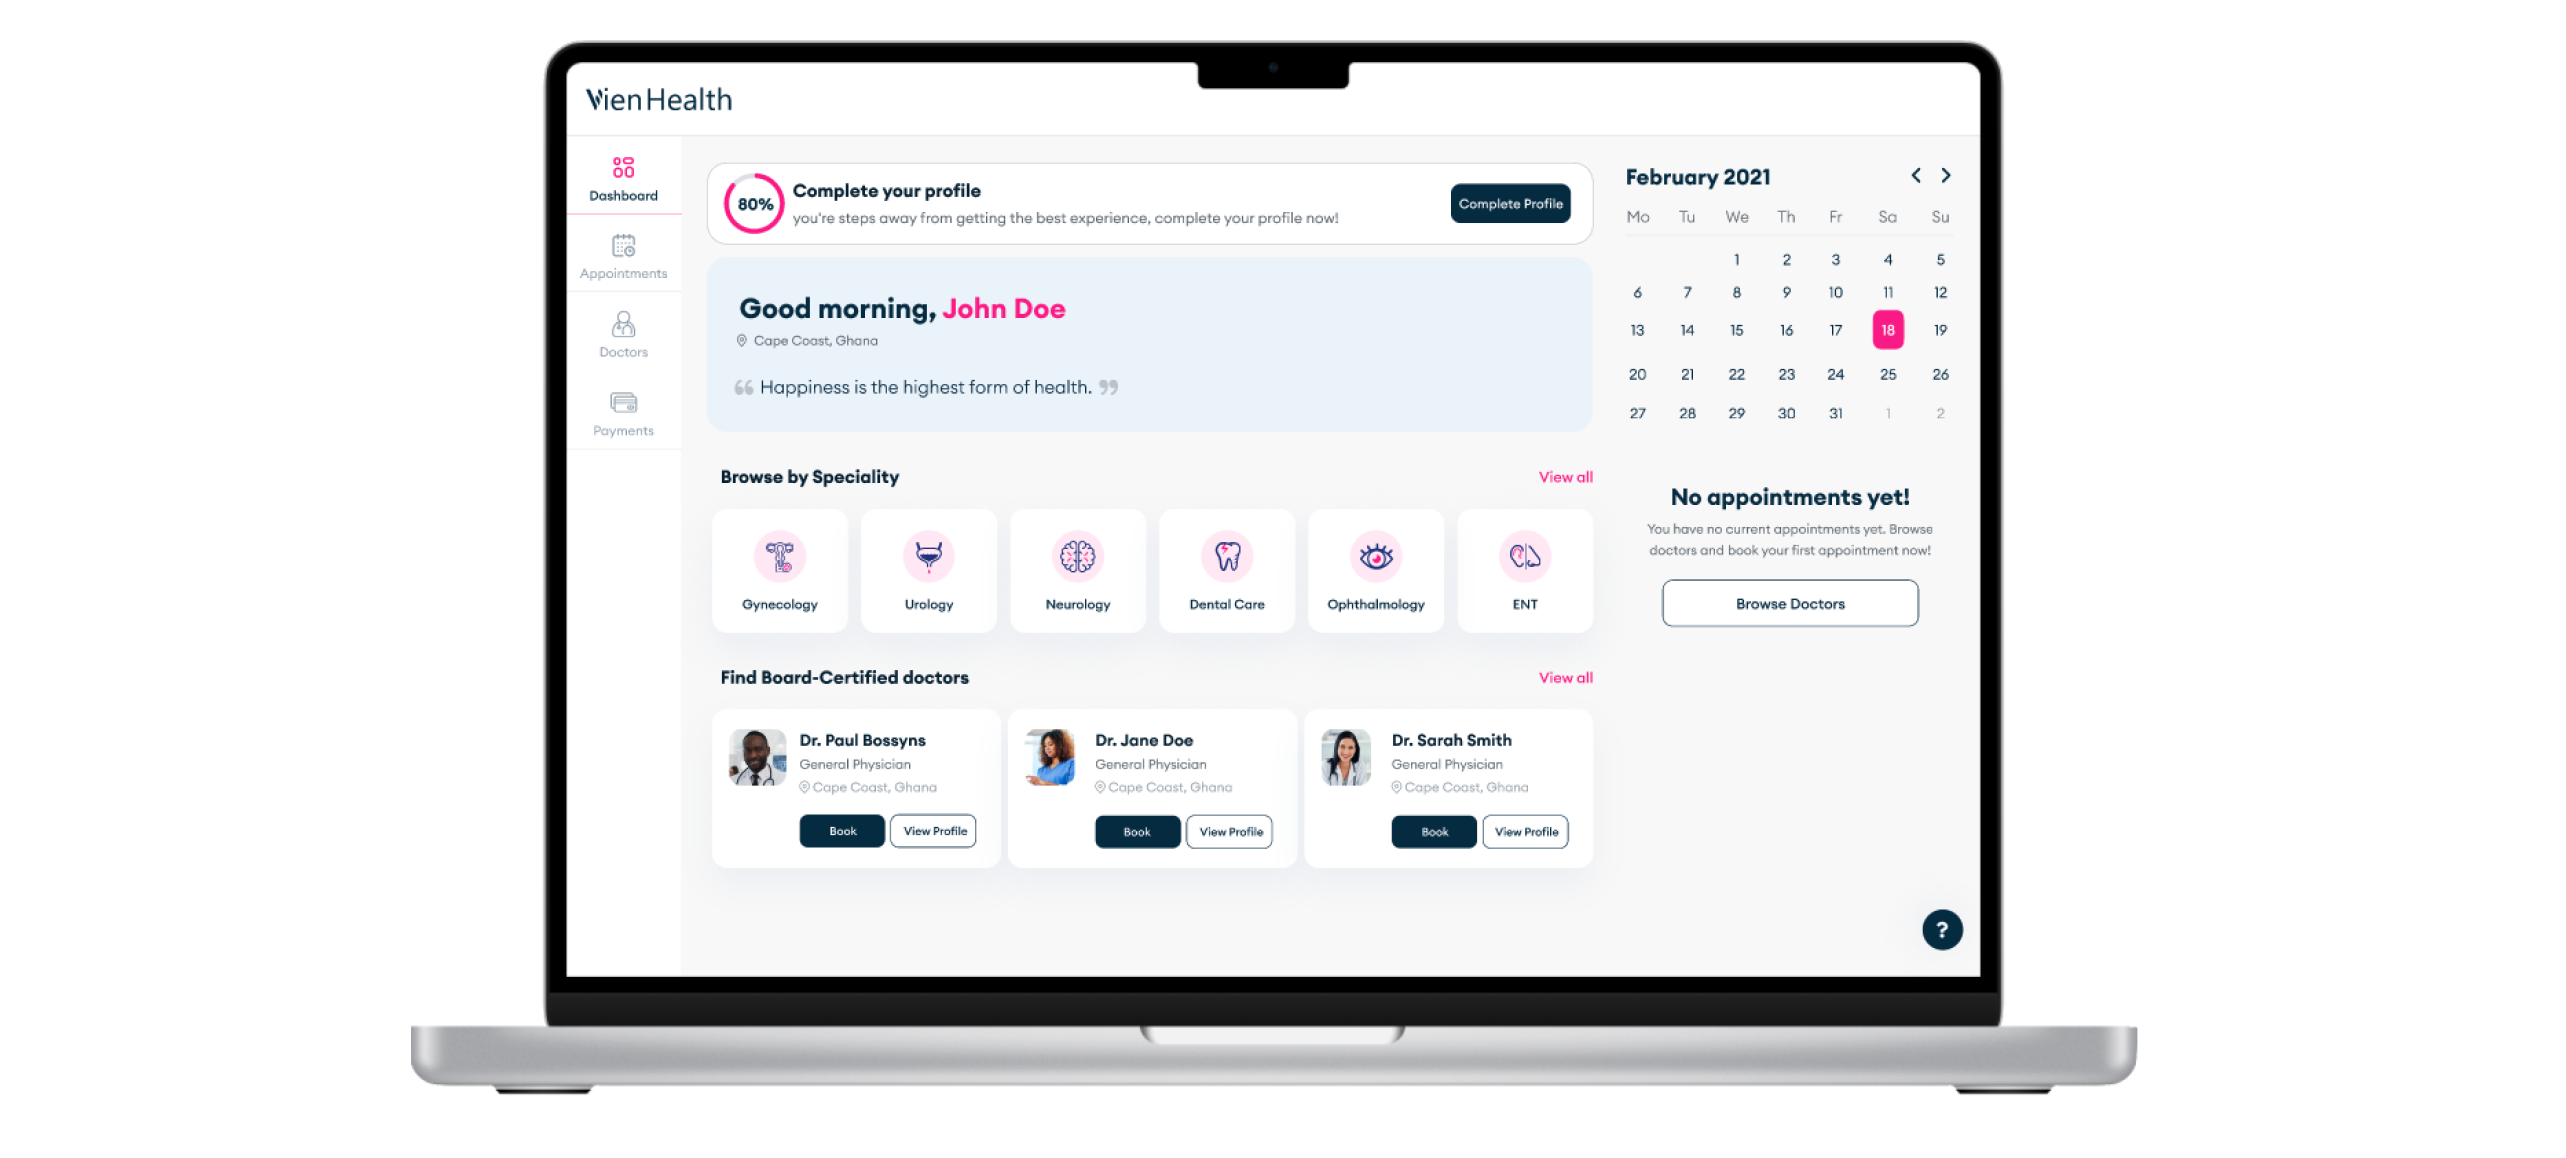 VienHealth
Dashboard
Appointments
Doctors
Payments
80%
Complete your profile
you're steps away from getting the best experience, complete your profile now!
Complete Profile
Good morning, John Doe
Cape Coast, Ghana
“ Happiness is the highest form of health. ”
Browse by Speciality
View all
Gynecology
Urology
Neurology
Dental Care
Ophthalmology
ENT
Find Board-Certified doctors
View all
Dr. Paul Bossyns
General Physician
Cape Coast, Ghana
Book
View Profile
Dr. Jane Doe
General Physician
Cape Coast, Ghana
Book
View Profile
Dr. Sarah Smith
General Physician
Cape Coast, Ghana
Book
View Profile
February 2021
< >
Mo Tu We Th Fr Sa Su
1 2 3 4 5
6 7 8 9 10 11 12
13 14 15 16 17 18 19
20 21 22 23 24 25 26
27 28 29 30 31 1 2
No appointments yet!
You have no current appointments yet. Browse
doctors and book your first appointment now!
Browse Doctors
?